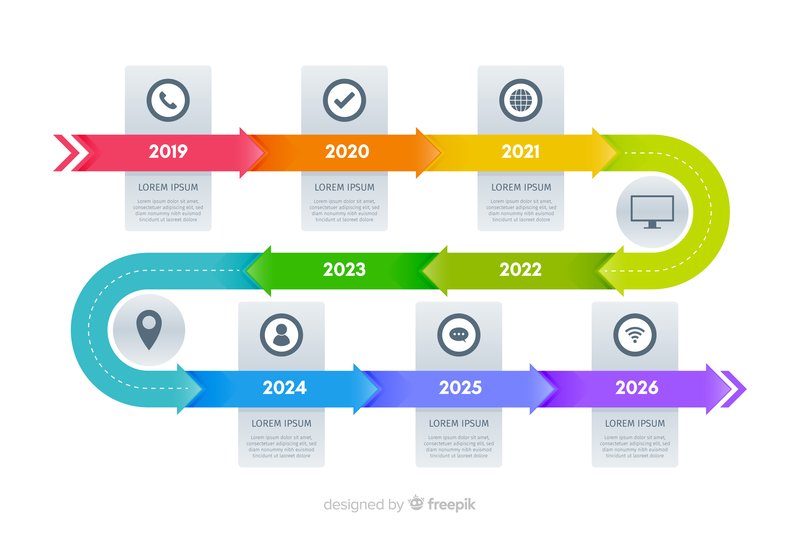 2019
2020
2021
LOREM IPSUM
LOREM IPSUM
LOREM IPSUM
Lorem ipsum dolor sit amet,
consectetuer adipiscing elit, sed
diam nonummy nibh euismod
tincidunt ut laoreet
Lorem ipsum dolor sit amet,
consectetuer adipiscing elit, sed
diam nonummy nibh euismod
tincidunt ut laoreet
Lorem ipsum dolor sit amet,
consectetuer adipiscing elit, sed
diam nonummy nibh euismod
tincidunt ut laoreet
2023
2022
2024
2025
2026
LOREM IPSUM
LOREM IPSUM
LOREM IPSUM
Lorem ipsum dolor sit amet,
consectetuer adipiscing elit, sed
diam nonummy nibh euismod
tincidunt ut laoreet
Lorem ipsum dolor sit amet,
consectetuer adipiscing elit, sed
diam nonummy nibh euismod
tincidunt ut laoreet
Lorem ipsum dolor sit amet,
consectetuer adipiscing elit, sed
diam nonummy nibh euismod
tincidunt ut laoreet
designed by freepik